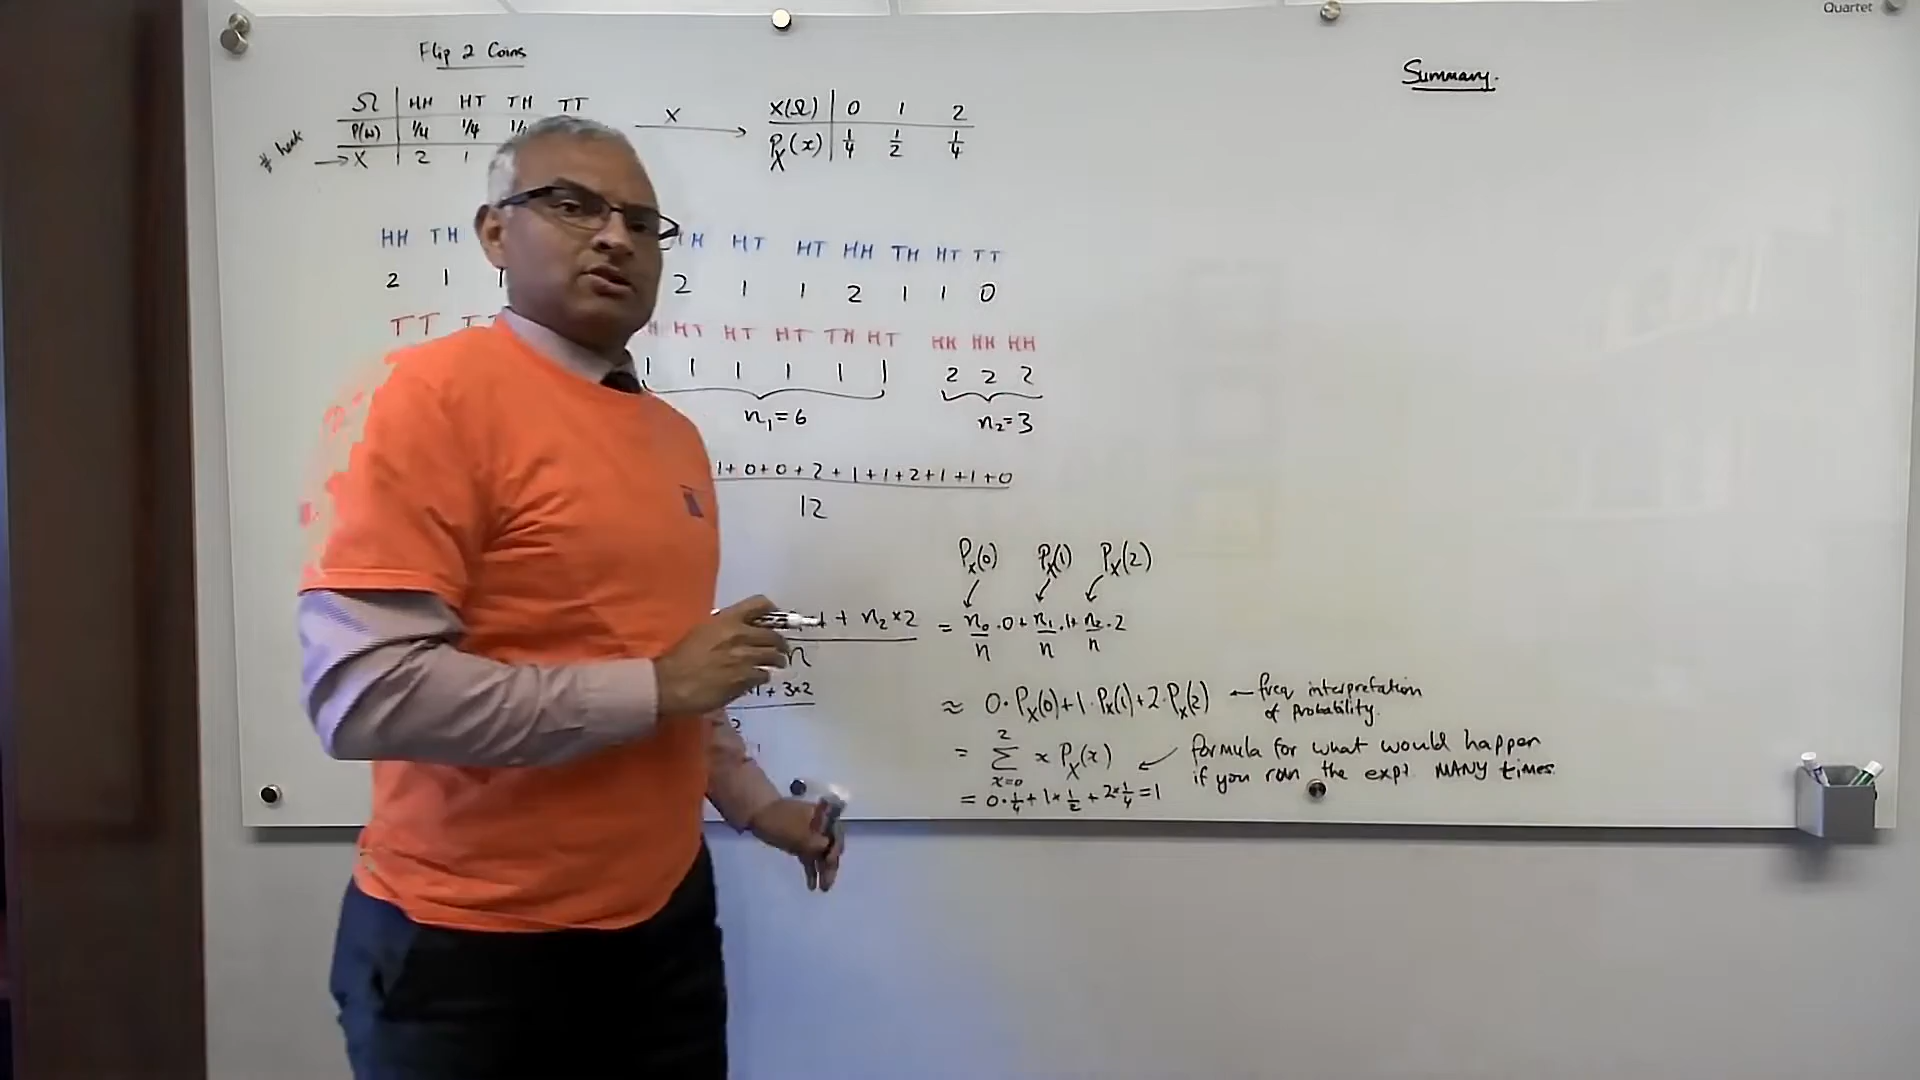 Quartet
Flip 2 Coins
Summary.
Ω HH HT TH TT
P(ω) 1/4 1/4
# heads → X 2 1
X
X(Ω) 0 1 2
P_X(x) 1/4 1/2 1/4
HH TH HT HT HH TH HT TT
2 1 2 1 1 2 1 1 0
TT HT HT HT TH HT HH HH HH
1 1 1 1 1 1 2 2 2
n₁=6 n₂=3
1+0+0+2+1+1+2+1+1+0
12
P_X(0) P_X(1) P_X(2)
+ n₂×2 = n₀/n ·0 + n₁/n ·1 + n₂/n ·2
n
×1 + 3×2
≈ 0·P_X(0)+1·P_X(1)+2·P_X(2) ← freq interpretation
of probability.
= Σ_{x=0}^{2} x P_X(x) ← formula for what would happen
if you run the expt. MANY times.
= 0·1/4 + 1×1/2 + 2×1/4 = 1